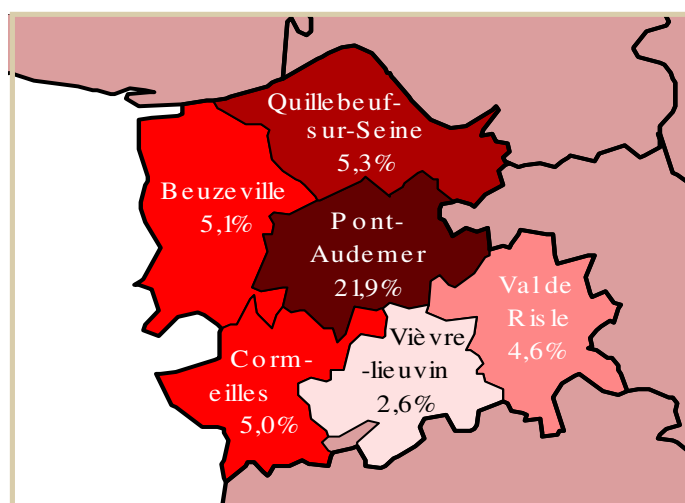 Quillebeuf-
sur-Seine
5,3%
Beuzeville
5,1%
Pont-
Audemer
21,9%
Val de
Risle
4,6%
Vièvre
-lieuvin
2,6%
Corm-
eilles
5,0%